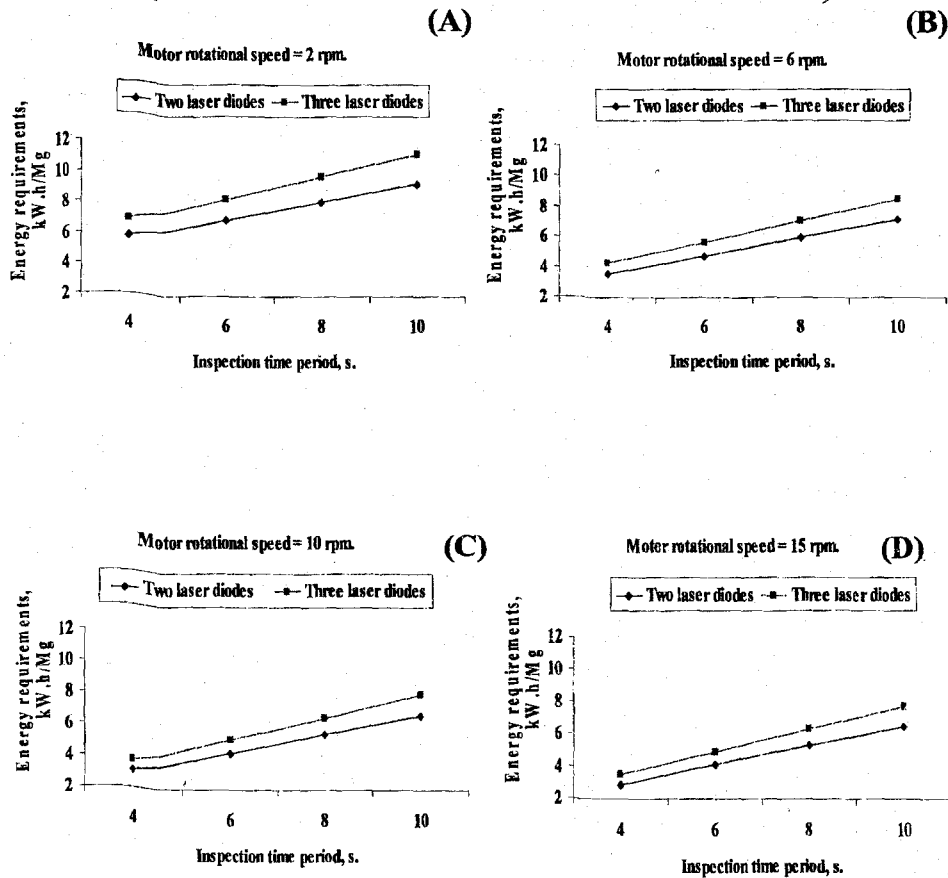 (A)
Motor rotational speed = 2 rpm.
Two laser diodes Three laser diodes
Energy requirements,
kW.h/Mg
12
10
8
6
4
2
4 6 8 10
Inspection time period, s.
(B)
Motor rotational speed = 6 rpm.
Two laser diodes Three laser diodes
Energy requirements,
kW.h/Mg
12
10
8
6
4
2
4 6 8 10
Inspection time period, s.
(C)
Motor rotational speed = 10 rpm.
Two laser diodes Three laser diodes
Energy requirements,
kW.h/Mg
12
10
8
6
4
2
4 6 8 10
Inspection time period, s.
(D)
Moter rotational speed = 15 rpm.
Two laser diodes Three laser diodes
Energy requirements,
kW.h/Mg
12
10
8
6
4
2
4 6 8 10
Inspection time period, s.